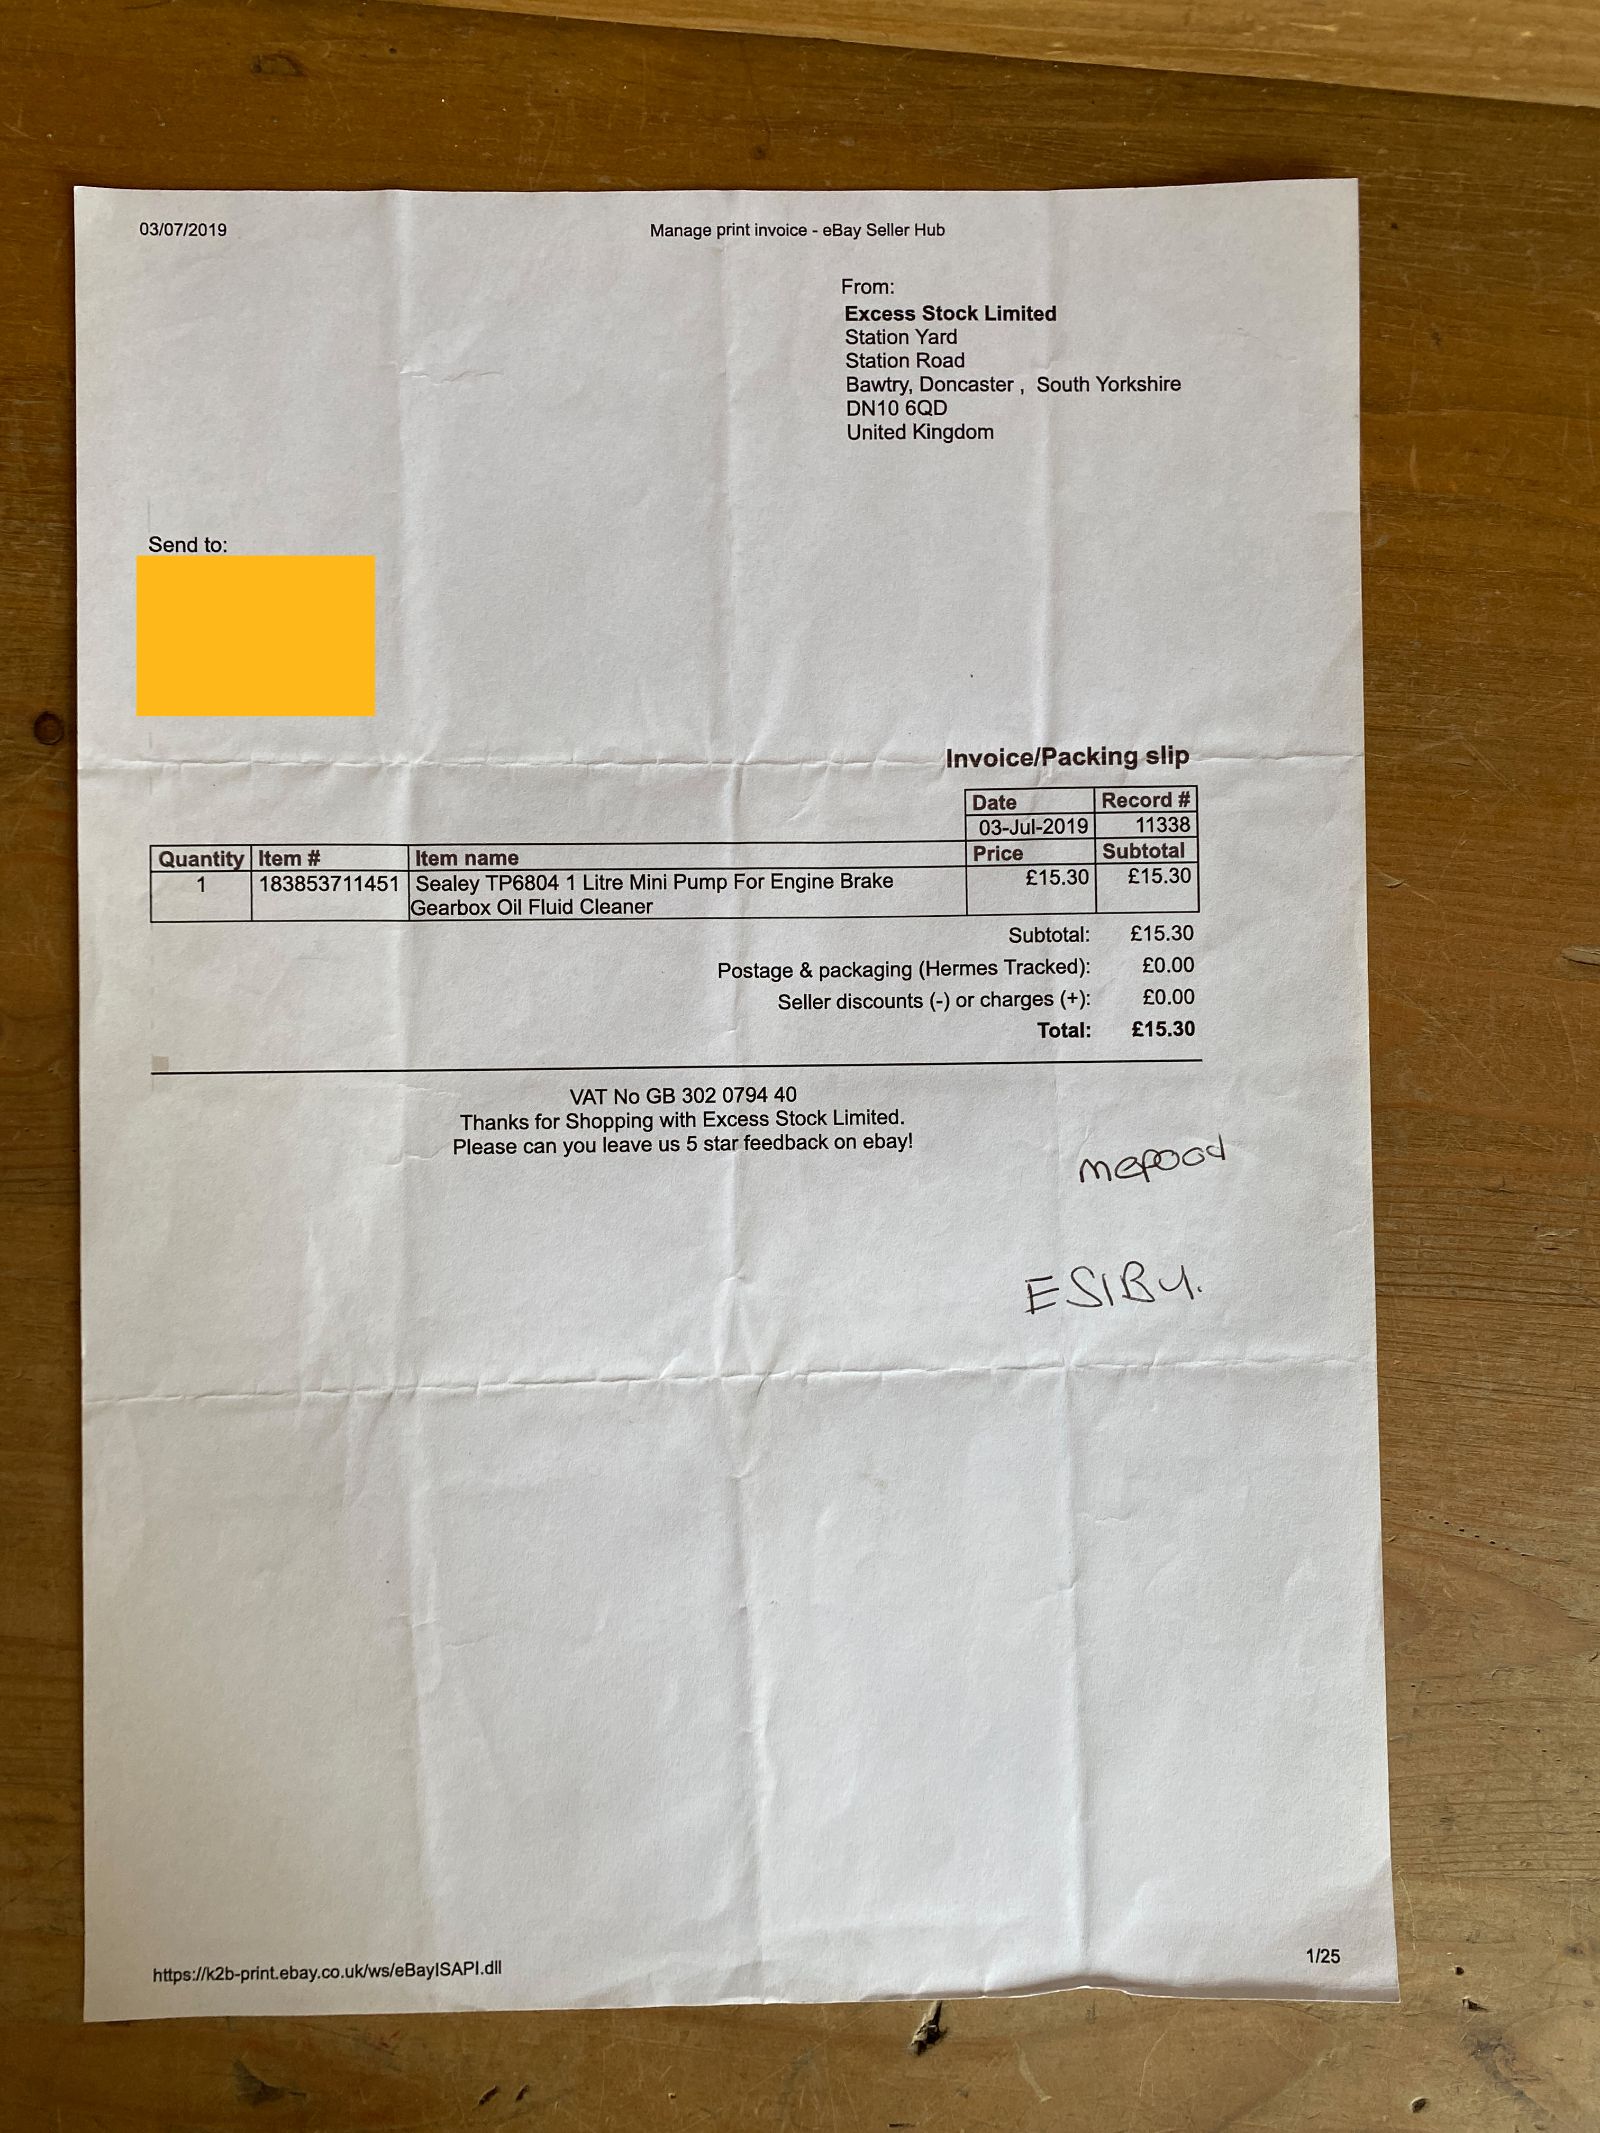 03/07/2019
Manage print invoice - eBay Seller Hub
From:
Excess Stock Limited
Station Yard
Station Road
Bawtry, Doncaster , South Yorkshire
DN10 6QD
United Kingdom
Send to:
Invoice/Packing slip
Date Record #
03-Jul-2019 11338
Quantity Item # Item name Price Subtotal
1 183853711451 Sealey TP6804 1 Litre Mini Pump For Engine Brake £15.30 £15.30
Gearbox Oil Fluid Cleaner
Subtotal: £15.30
Postage & packaging (Hermes Tracked): £0.00
Seller discounts (-) or charges (+): £0.00
Total: £15.30
VAT No GB 302 0794 40
Thanks for Shopping with Excess Stock Limited.
Please can you leave us 5 star feedback on ebay!
https://k2b-print.ebay.co.uk/ws/eBayISAPI.dll
1/25